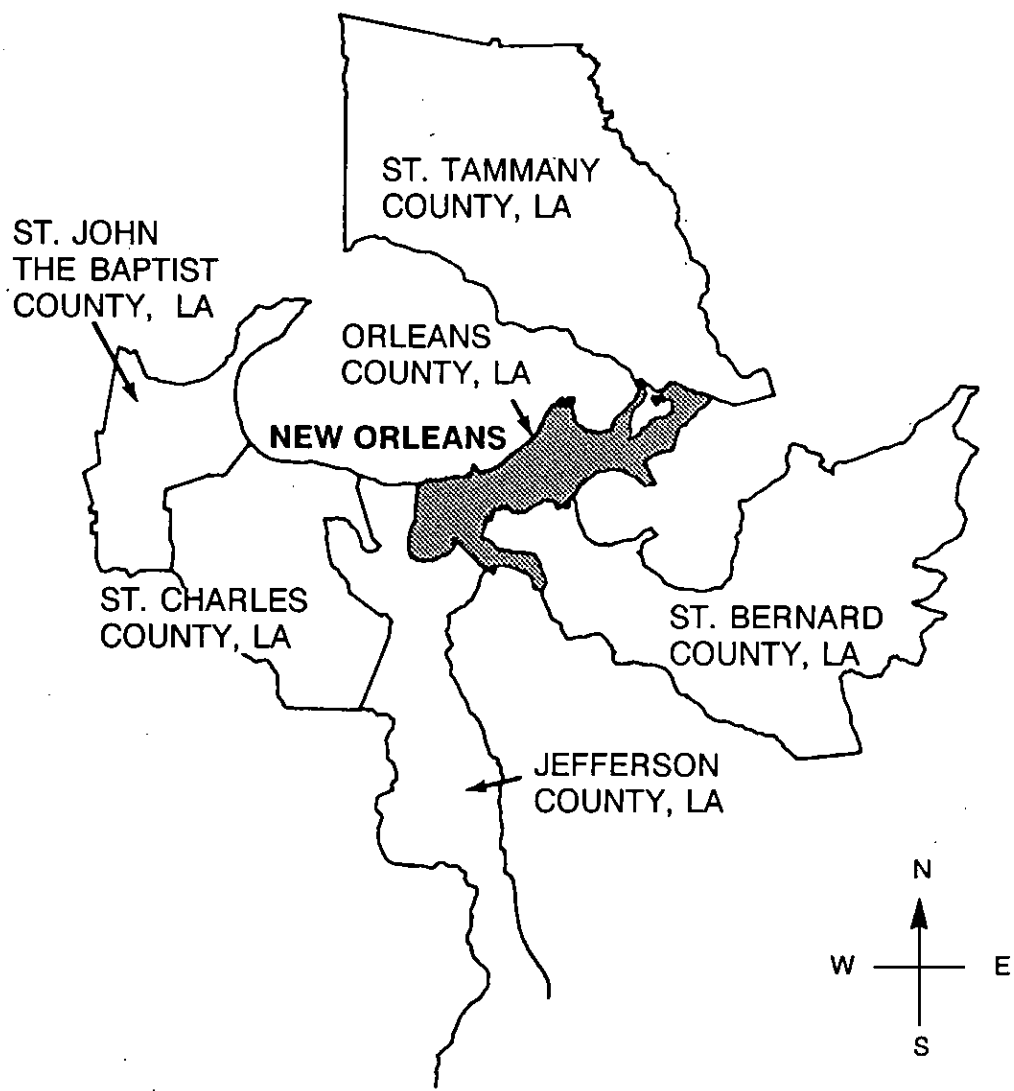 ST. TAMMANY
COUNTY, LA
ST. JOHN
THE BAPTIST
COUNTY, LA
ORLEANS
COUNTY, LA
NEW ORLEANS
ST. CHARLES
COUNTY, LA
ST. BERNARD
COUNTY, LA
JEFFERSON
COUNTY, LA
N
W E
S